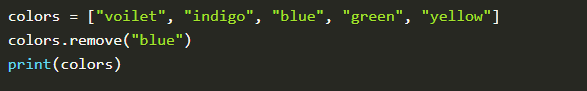 colors = ["voilet", "indigo", "blue", "green", "yellow"]
colors.remove("blue")
print(colors)